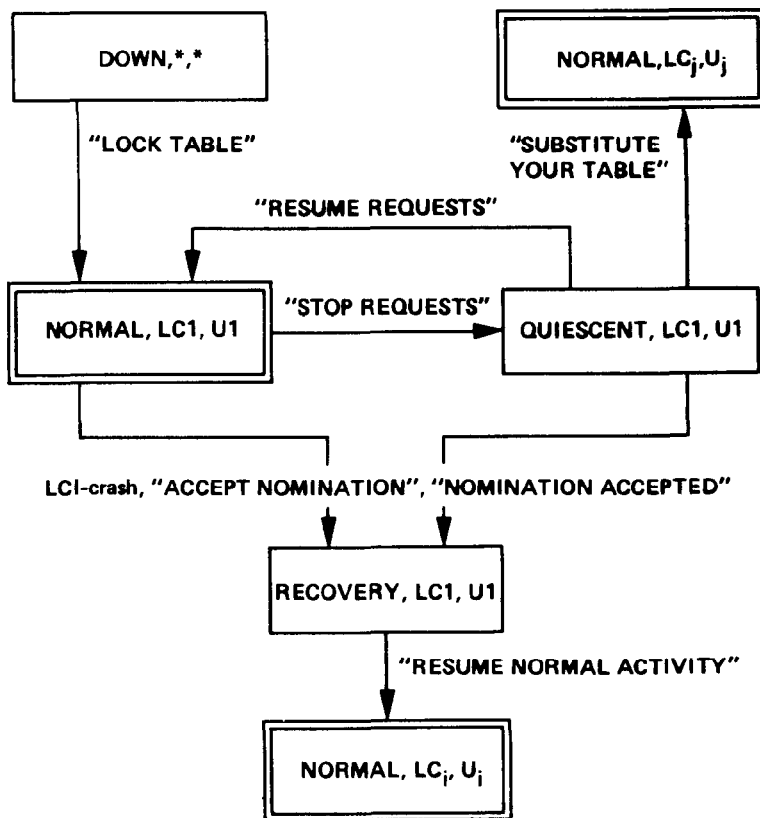 DOWN,*,*
NORMAL,LCj,Uj
"LOCK TABLE"
"SUBSTITUTE
YOUR TABLE"
"RESUME REQUESTS"
NORMAL, LC1, U1
"STOP REQUESTS"
QUIESCENT, LC1, U1
LCI-crash, "ACCEPT NOMINATION", "NOMINATION ACCEPTED"
RECOVERY, LC1, U1
"RESUME NORMAL ACTIVITY"
NORMAL, LCi, Ui